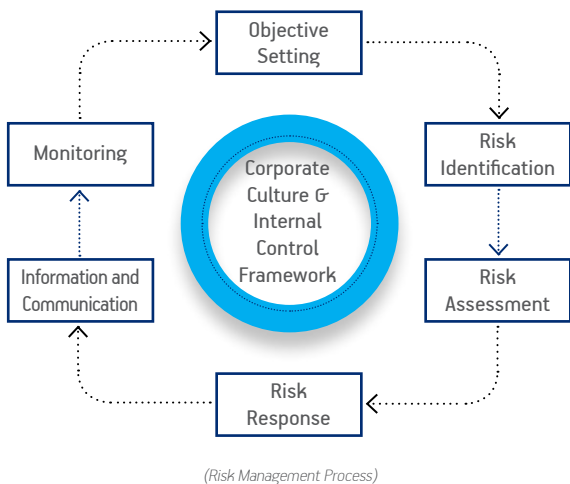 Objective
Setting
Risk
Identification
Risk
Assessment
Risk
Response
Information and
Communication
Monitoring
Corporate
Culture &
Internal
Control
Framework
(Risk Management Process)